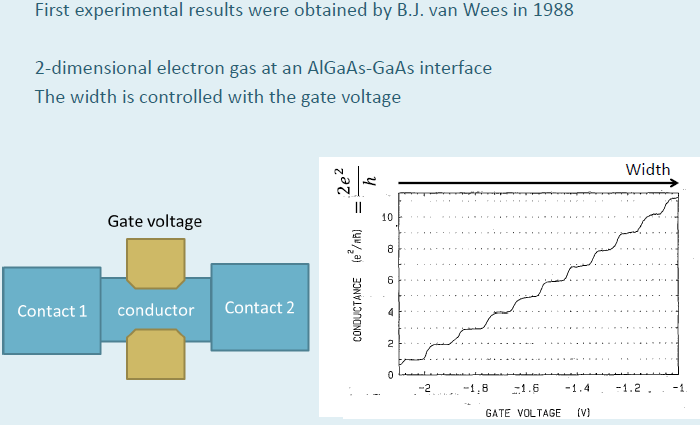 First experimental results were obtained by B.J. van Wees in 1988
2-dimensional electron gas at an AlGaAs-GaAs interface
The width is controlled with the gate voltage
Gate voltage
Contact 1
conductor
Contact 2
Width
CONDUCTANCE (e²/πħ) = 2e²/h
10
8
6
4
2
0
-2 -1.8 -1.6 -1.4 -1.2 -1
GATE VOLTAGE (V)